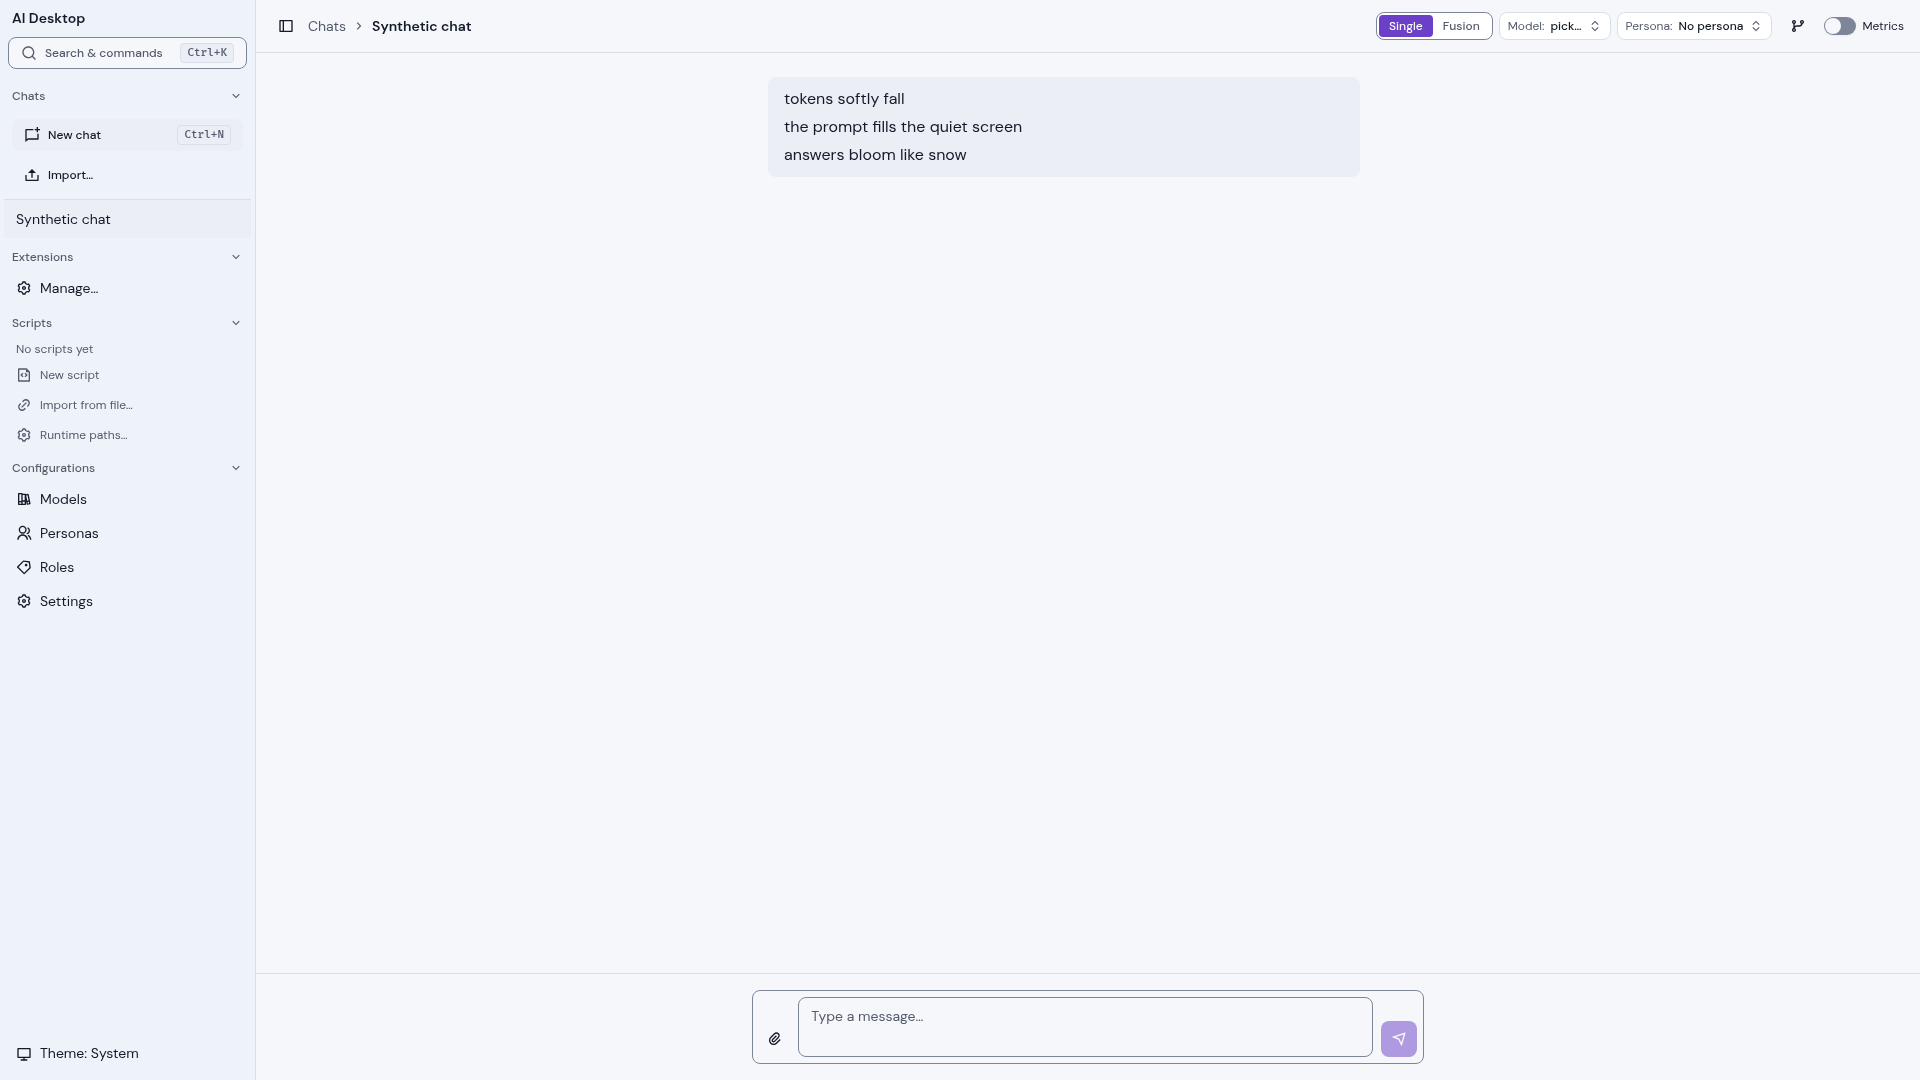 AI Desktop
Search & commands Ctrl+K
Chats
New chat Ctrl+N
Import...
Synthetic chat
Extensions
Manage...
Scripts
No scripts yet
New script
Import from file...
Runtime paths...
Configurations
Models
Personas
Roles
Settings
Theme: System
Chats > Synthetic chat
Single Fusion Model: pick... Persona: No persona Metrics
tokens softly fall
the prompt fills the quiet screen
answers bloom like snow
Type a message...